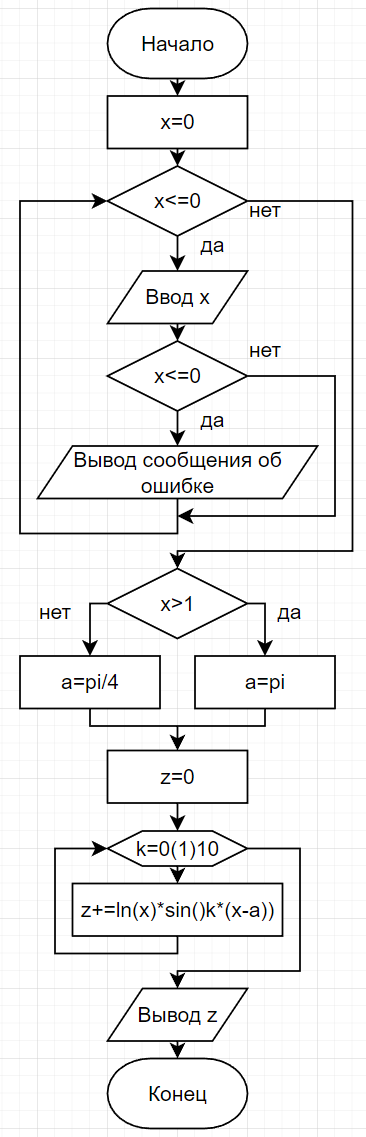 Начало
x=0
x<=0
нет
да
Ввод x
нет
x<=0
да
Вывод сообщения об
ошибке
x>1
нет
да
a=pi/4
a=pi
z=0
k=0(1)10
z+=ln(x)*sin()k*(x-a))
Вывод z
Конец